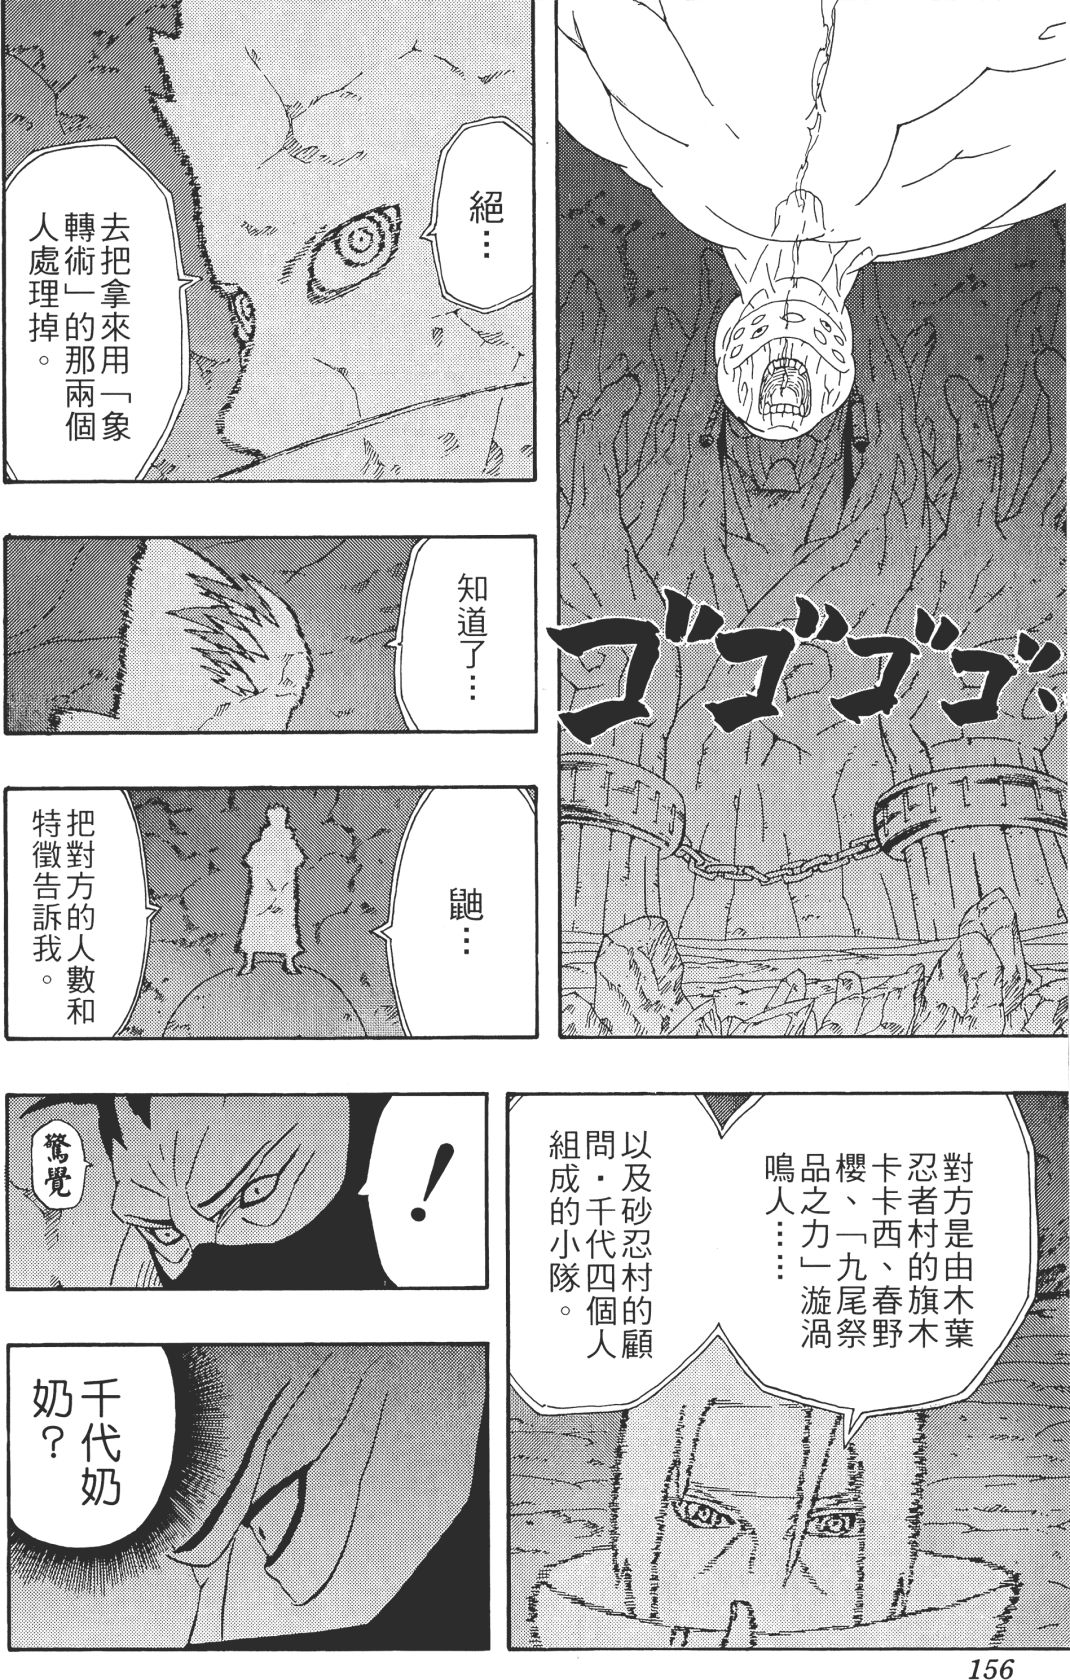 ゴゴゴゴ
絕…
去把拿來用「象
轉術」的那兩個
人處理掉。
知道了…
鼬…
把對方的人數和
特徵告訴我。
對方是由木葉
忍者村的旗木
卡卡西、春野
櫻、「九尾祭
品之力」漩渦
鳴人……
以及砂忍村的顧
問・千代四個人
組成的小隊。
！
驚覺
千代奶
奶？
156